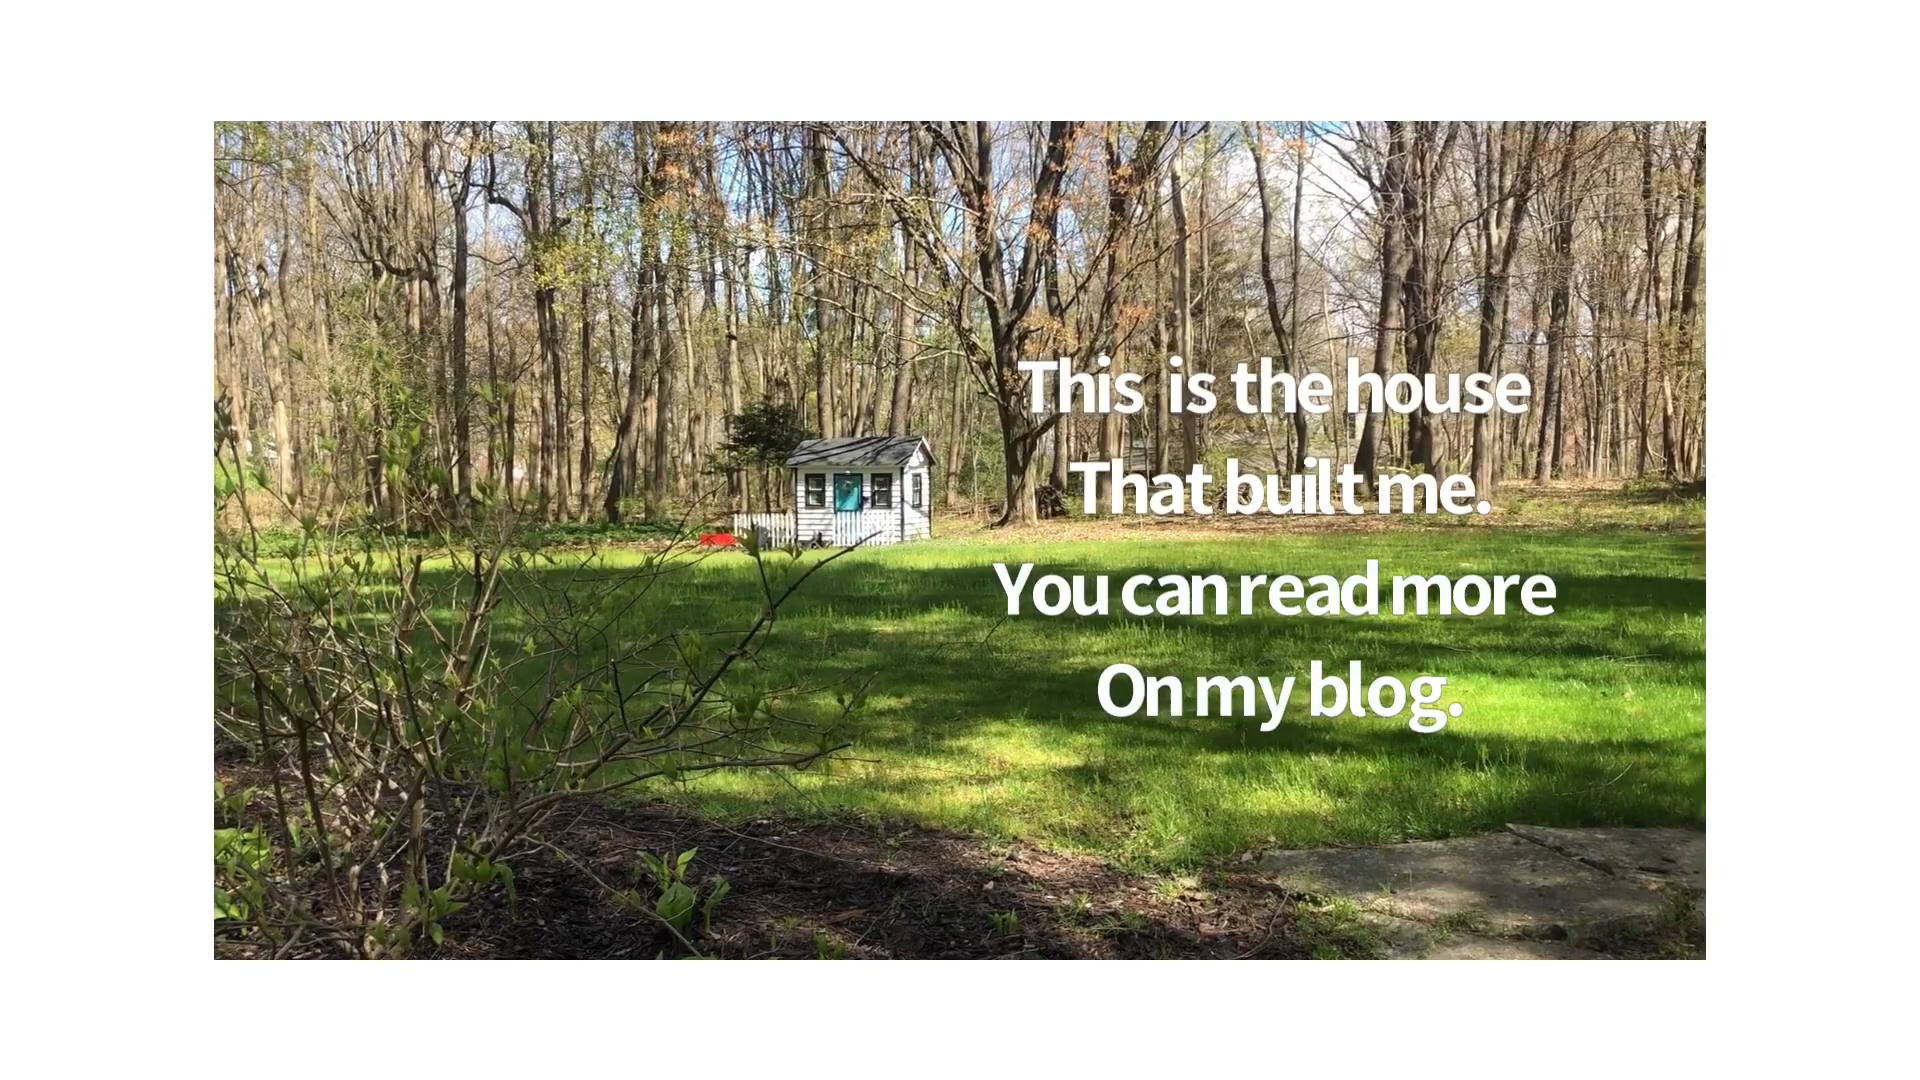 This is the house
That built me.
You can read more
On my blog.